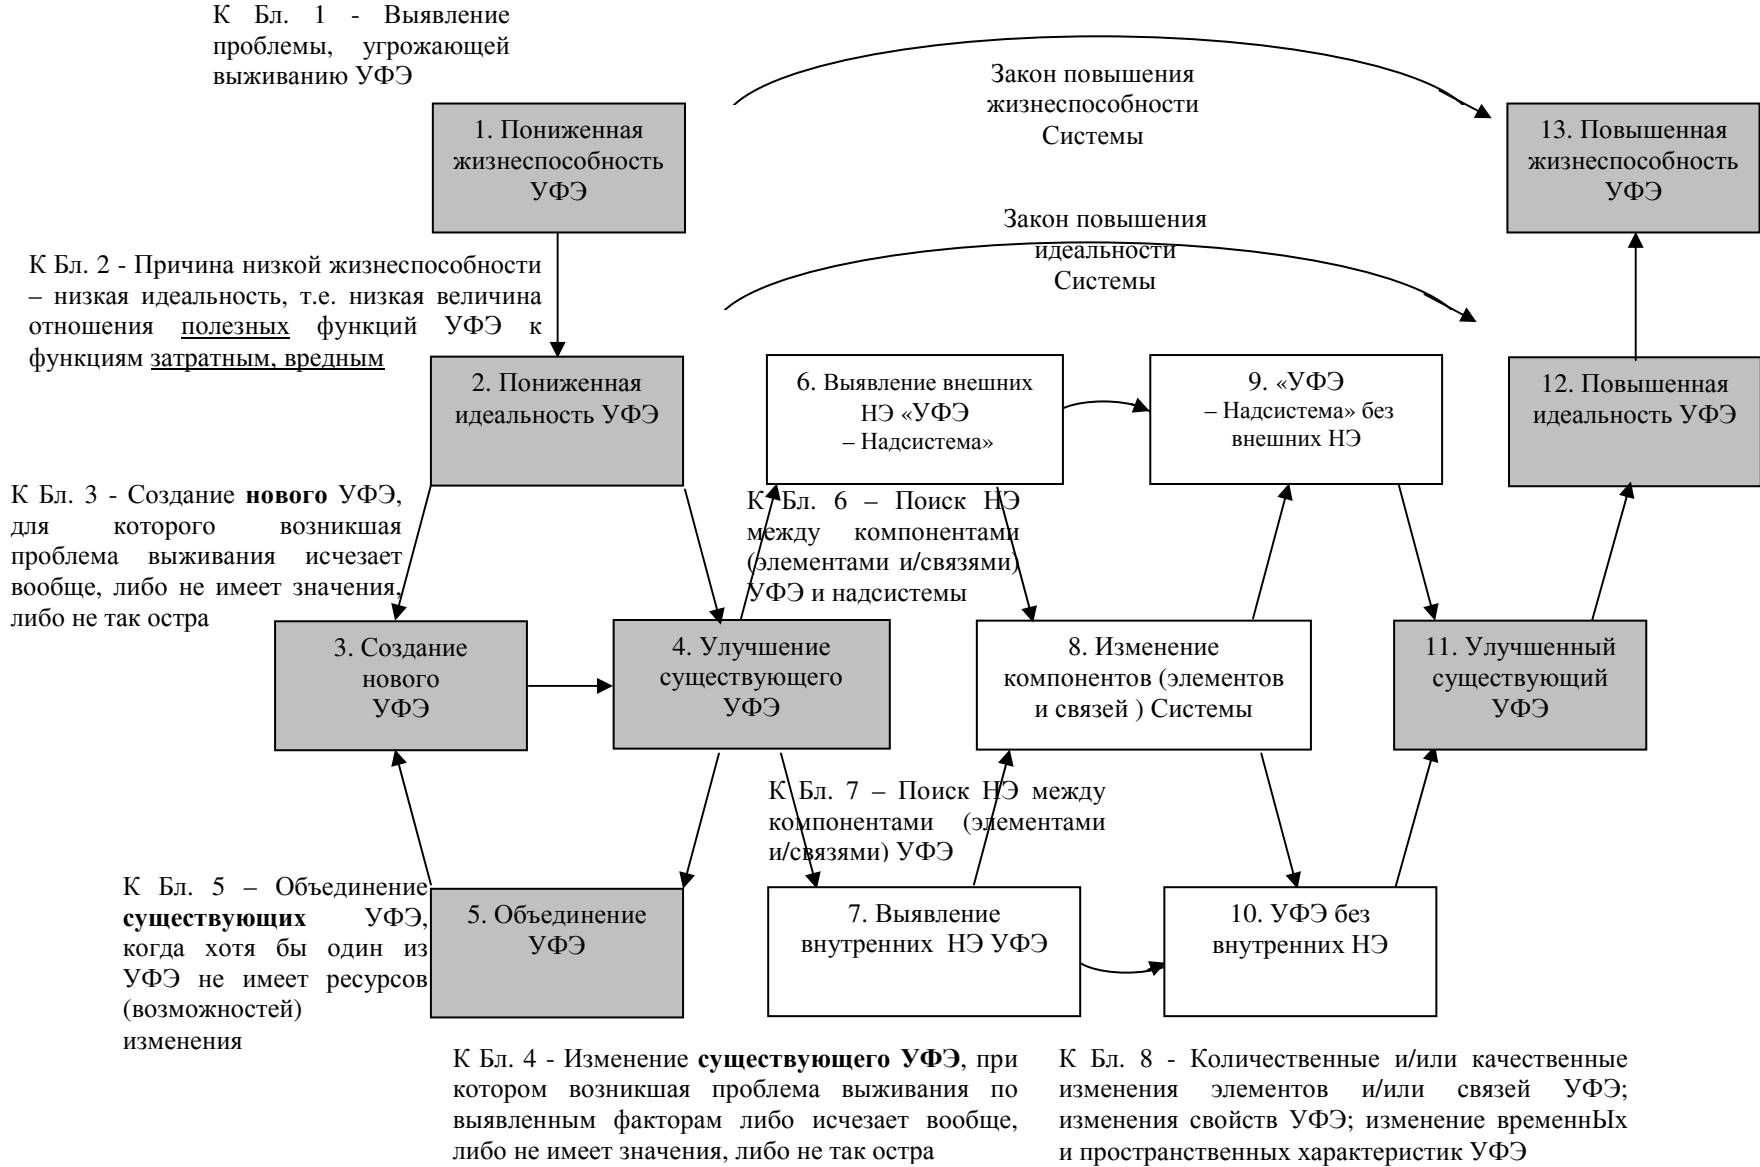 К Бл. 1 - Выявление
проблемы, угрожающей
выживанию УФЭ
Закон повышения
жизнеспособности
Системы
1. Пониженная
жизнеспособность
УФЭ
13. Повышенная
жизнеспособность
УФЭ
Закон повышения
идеальности
Системы
К Бл. 2 - Причина низкой жизнеспособности
– низкая идеальность, т.е. низкая величина
отношения полезных функций УФЭ к
функциям затратным, вредным
2. Пониженная
идеальность УФЭ
6. Выявление внешних
НЭ «УФЭ
– Надсистема»
9. «УФЭ
– Надсистема» без
внешних НЭ
12. Повышенная
идеальность УФЭ
К Бл. 3 - Создание нового УФЭ,
для которого возникшая
проблема выживания исчезает
вообще, либо не имеет значения,
либо не так остра
К Бл. 6 – Поиск НЭ
между компонентами
(элементами и/связями)
УФЭ и надсистемы
3. Создание
нового
УФЭ
4. Улучшение
существующего
УФЭ
8. Изменение
компонентов (элементов
и связей ) Системы
11. Улучшенный
существующий
УФЭ
К Бл. 7 – Поиск НЭ между
компонентами (элементами
и/связями) УФЭ
К Бл. 5 – Объединение
существующих УФЭ,
когда хотя бы один из
УФЭ не имеет ресурсов
(возможностей)
изменения
5. Объединение
УФЭ
7. Выявление
внутренних НЭ УФЭ
10. УФЭ без
внутренних НЭ
К Бл. 4 - Изменение существующего УФЭ, при
котором возникшая проблема выживания по
выявленным факторам либо исчезает вообще,
либо не имеет значения, либо не так остра
К Бл. 8 - Количественные и/или качественные
изменения элементов и/или связей УФЭ;
изменения свойств УФЭ; изменение временнЫх
и пространственных характеристик УФЭ